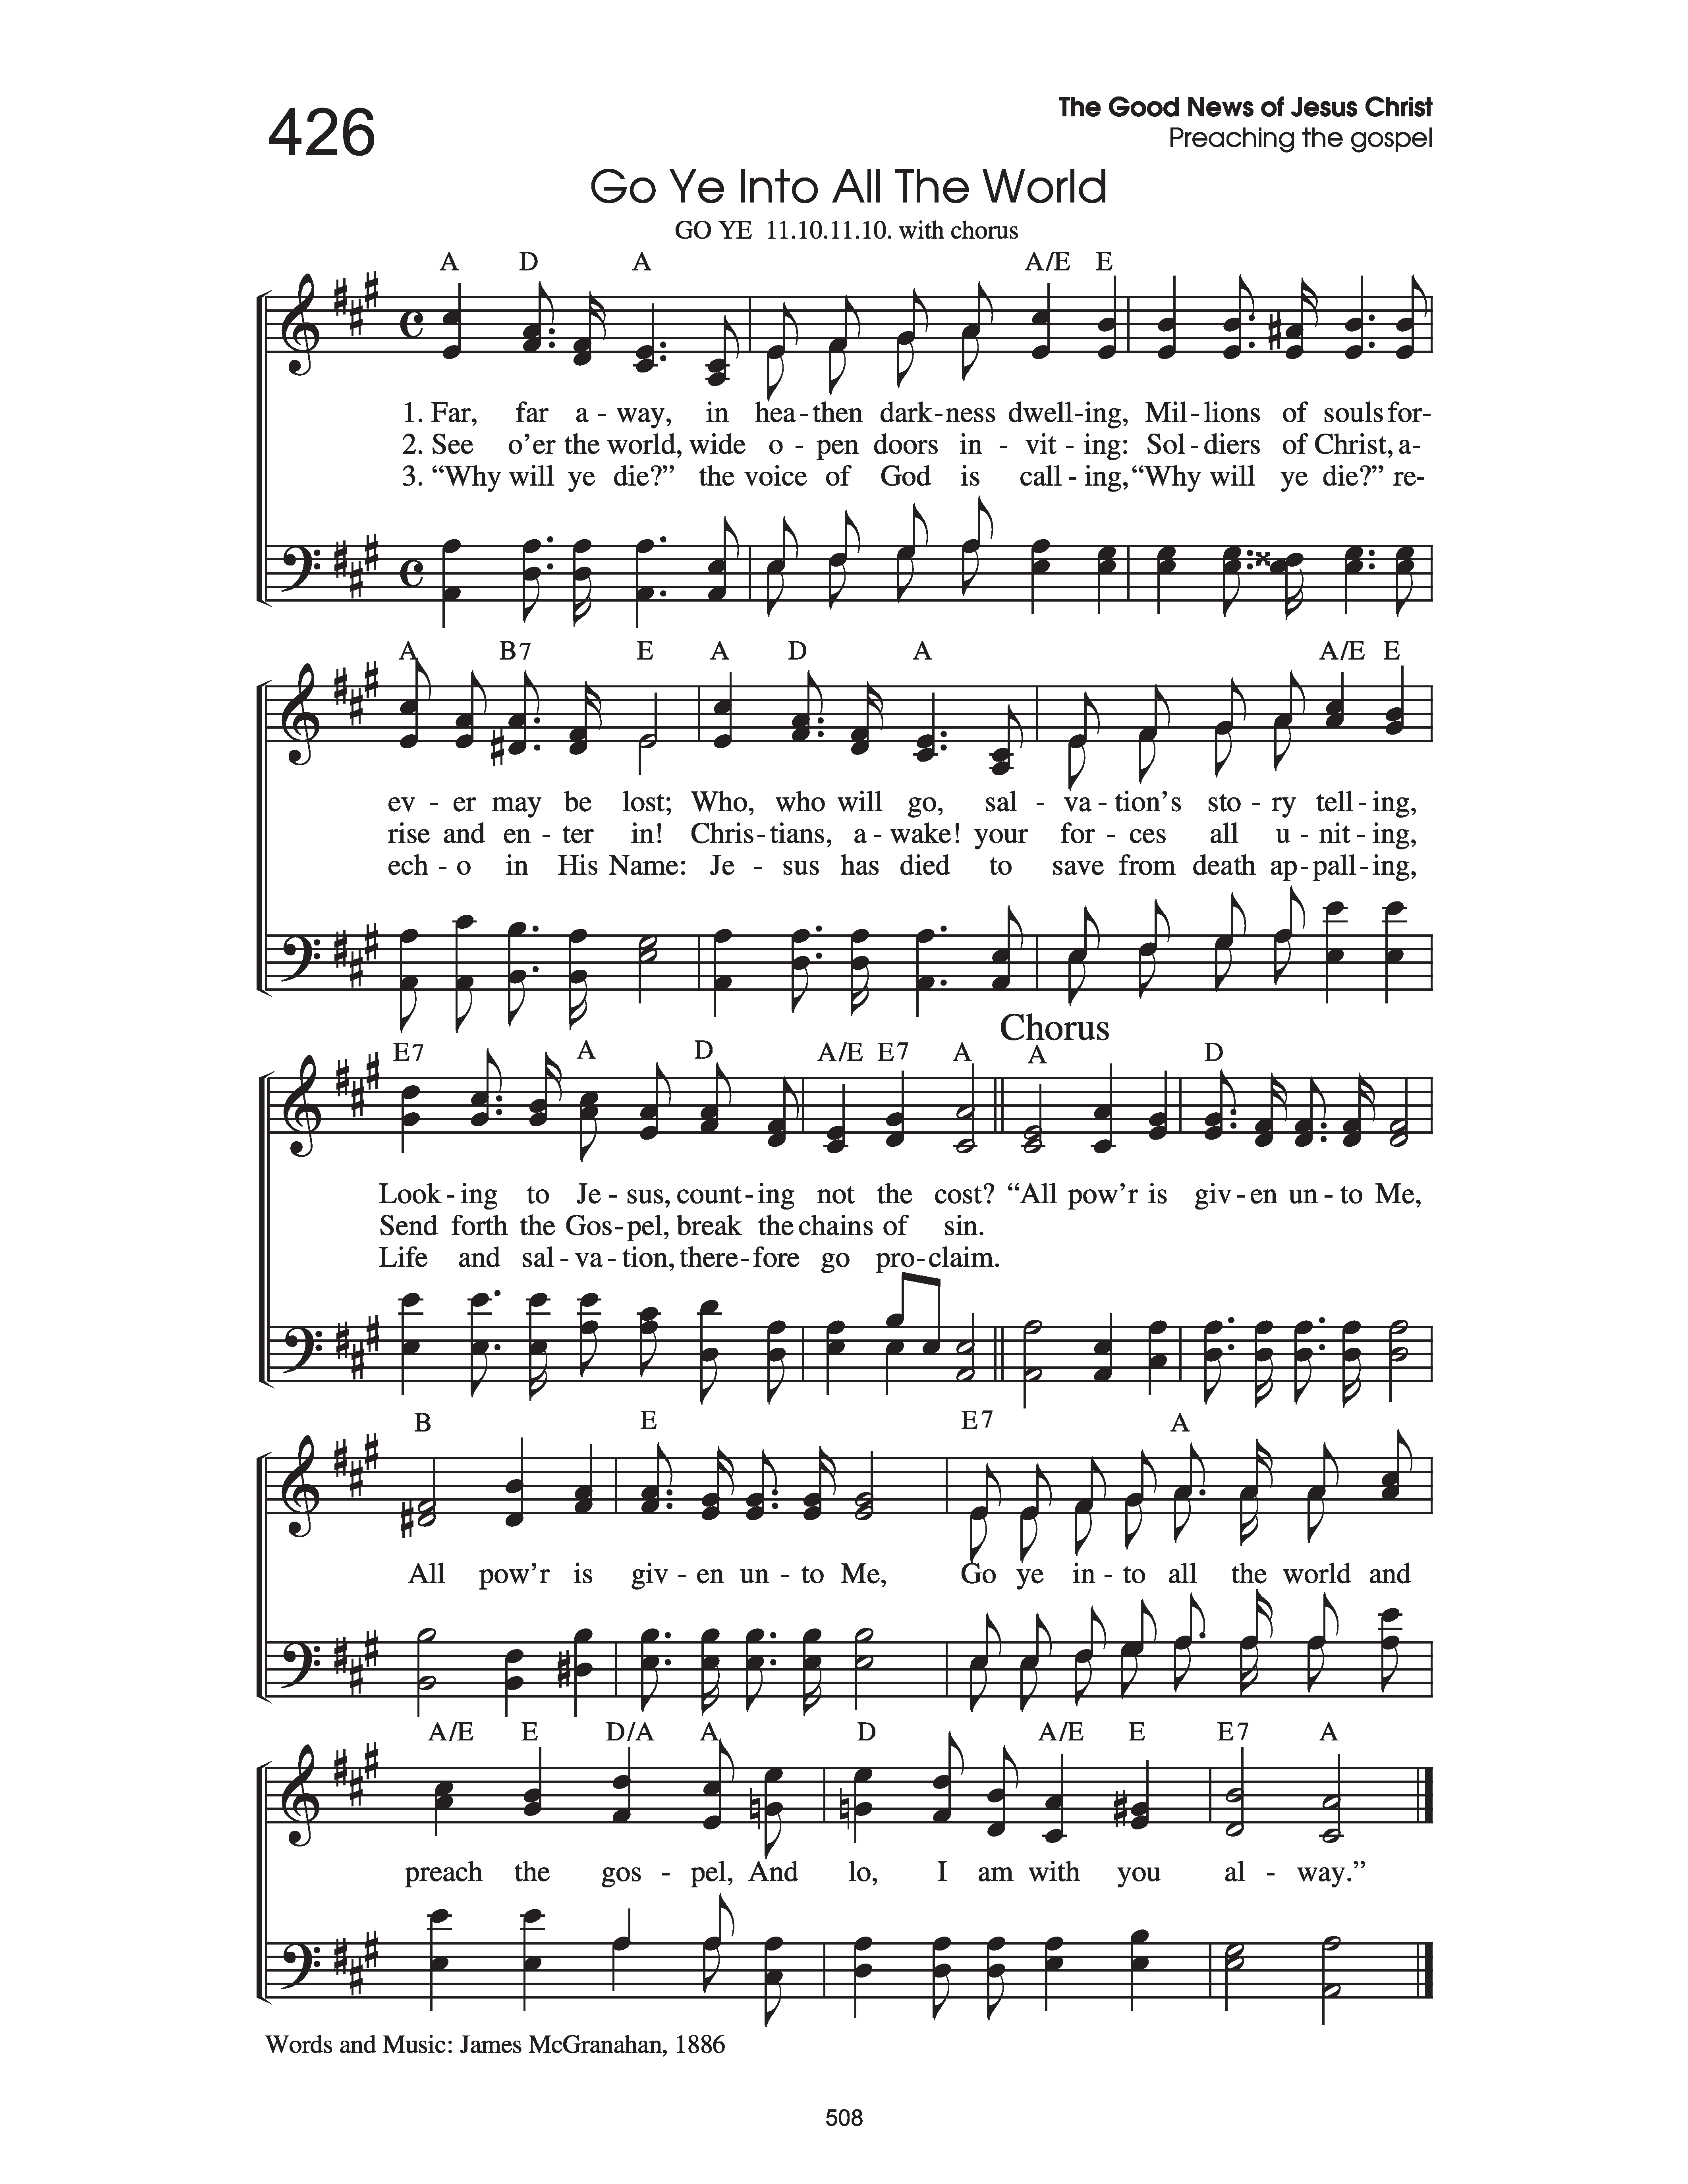 426
The Good News of Jesus Christ
Preaching the gospel
Go Ye Into All The World
GO YE 11.10.11.10. with chorus
A D A A/E E
1. Far, far a - way, in hea - then dark - ness dwell - ing, Mil - lions of souls for-
2. See o'er the world, wide o - pen doors in - vit - ing: Sol - diers of Christ, a-
3. “Why will ye die?” the voice of God is call - ing, “Why will ye die?” re-
A B7 E A D A A/E E
ev - er may be lost; Who, who will go, sal - va - tion's sto - ry tell - ing,
rise and en - ter in! Chris - tians, a - wake! your for - ces all u - nit - ing,
ech - o in His Name: Je - sus has died to save from death ap - pall - ing,
Chorus
E7 A D A/E E7 A A D
Look - ing to Je - sus, count - ing not the cost? “All pow'r is giv - en un - to Me,
Send forth the Gos - pel, break the chains of sin.
Life and sal - va - tion, there - fore go pro - claim.
B E E7 A
All pow'r is giv - en un - to Me, Go ye in - to all the world and
A/E E D/A A D A/E E E7 A
preach the gos - pel, And lo, I am with you al - way.”
Words and Music: James McGranahan, 1886
508